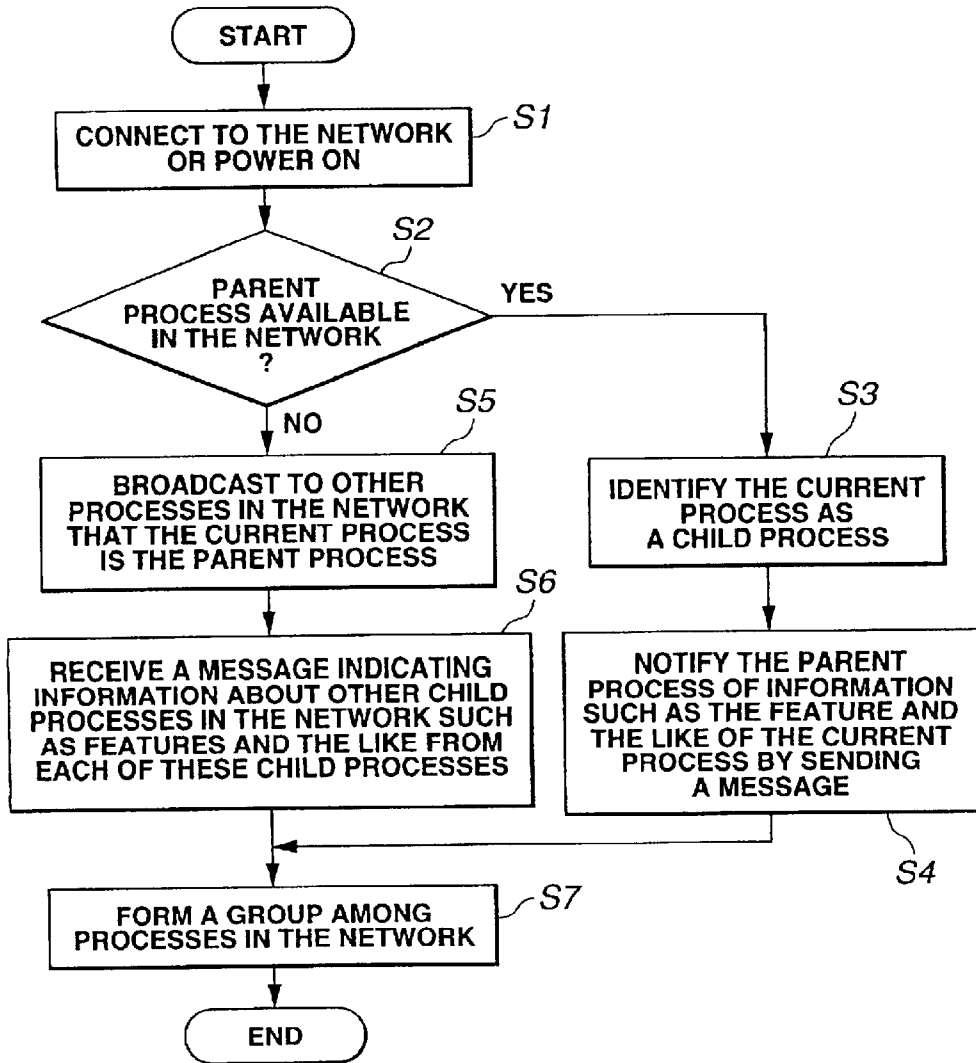 START
S1
CONNECT TO THE NETWORK
OR POWER ON
S2
PARENT
PROCESS AVAILABLE
IN THE NETWORK
?
YES
NO
S5
BROADCAST TO OTHER
PROCESSES IN THE NETWORK
THAT THE CURRENT PROCESS
IS THE PARENT PROCESS
S3
IDENTIFY THE CURRENT
PROCESS AS
A CHILD PROCESS
S6
RECEIVE A MESSAGE INDICATING
INFORMATION ABOUT OTHER CHILD
PROCESSES IN THE NETWORK SUCH
AS FEATURES AND THE LIKE FROM
EACH OF THESE CHILD PROCESSES
NOTIFY THE PARENT
PROCESS OF INFORMATION
SUCH AS THE FEATURE AND
THE LIKE OF THE CURRENT
PROCESS BY SENDING
A MESSAGE
S4
S7
FORM A GROUP AMONG
PROCESSES IN THE NETWORK
END